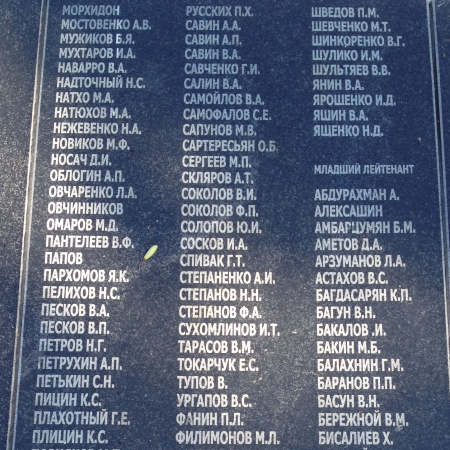 МОРХИДОН
МОСТОВЕНКО А.В.
МУЖИКОВ Б.Я.
МУХТАРОВ И.А.
НАВАРРО В.А.
НАДТОЧНЫЙ Н.С.
НАТХО М.А.
НАТЮХОВ М.А.
НЕЖЕВЕНКО Н.А.
НОВИКОВ М.Ф.
НОСАЧ Д.И.
ОБЛОГИН А.П.
ОВЧАРЕНКО Л.А.
ОВЧИННИКОВ
ОМАРОВ М.Д.
ПАНТЕЛЕЕВ В.Ф.
ПАПОВ
ПАРХОМОВ Я.К.
ПЕЛИХОВ Н.С.
ПЕСКОВ В.А.
ПЕСКОВ В.П.
ПЕТРОВ Н.Г.
ПЕТРУХИН А.П.
ПЕТЬКИН С.Н.
ПИЦИН К.С.
ПЛАХОТНЫЙ Г.Е.
ПЛИЦИН К.С.
РУССКИХ П.Х.
САВИН А.А.
САВИН А.П.
САВИН В.А.
САВЧЕНКО Г.И.
САЛИН В.А.
САМОЙЛОВ В.А.
САМОФАЛОВ С.Е.
САПУНОВ М.В.
САРТЕРЕСЬЯН О.Б.
СЕРГЕЕВ М.П.
СКЛЯРОВ А.Т.
СОКОЛОВ В.И.
СОКОЛОВ Ф.П.
СОЛОПОВ Ю.И.
СОСКОВ И.А.
СПИВАК Г.Т.
СТЕПАНЕНКО А.И.
СТЕПАНОВ Н.Н.
СТЕПАНОВ Ф.А.
СУХОМЛИНОВ И.Т.
ТАРАСОВ В.М.
ТОКАРЧУК Е.С.
ТУПОВ В.
УРГАПОВ В.С.
ФАНИН П.Л.
ФИЛИМОНОВ М.Л.
ШВЕДОВ П.М.
ШЕВЧЕНКО М.Т.
ШИНКОРЕНКО В.Г.
ШУЛИКО И.М.
ШУЛЬТЯЕВ В.В.
ЯНИН В.А.
ЯРОШЕНКО И.Д.
ЯШИН В.А.
ЯЩЕНКО Н.Д.
МЛАДШИЙ ЛЕЙТЕНАНТ
АБДУРАХМАН А.
АЛЕКСАШИН
АМБАРЦУМЯН Б.М.
АМЕТОВ Д.А.
АРЗУМАНОВ Л.А.
АСТАХОВ В.С.
БАГДАСАРЯН К.П.
БАГУН В.Н.
БАКАЛОВ .И.
БАКИН М.Б.
БАЛАХНИН Г.М.
БАРАНОВ П.П.
БАСУН В.Н.
БЕРЕЖНОЙ В.М.
БИСАЛИЕВ Х.